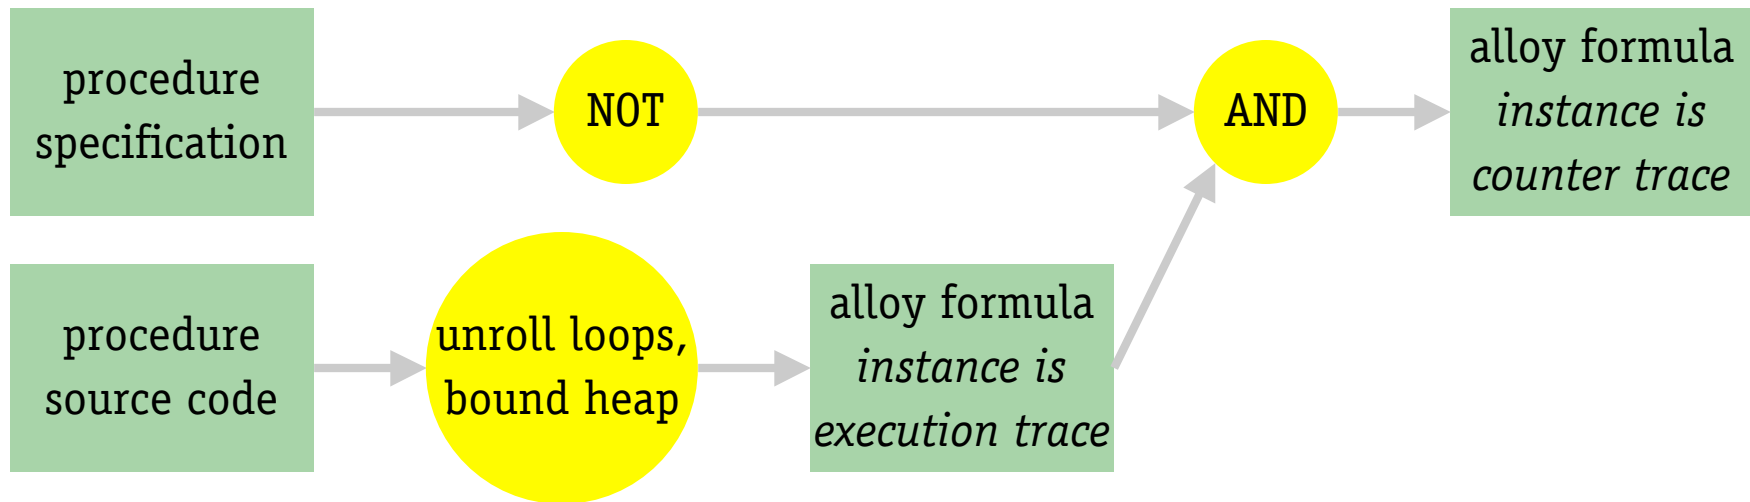 procedure
specification
NOT
AND
alloy formula
instance is
counter trace
procedure
source code
unroll loops,
bound heap
alloy formula
instance is
execution trace